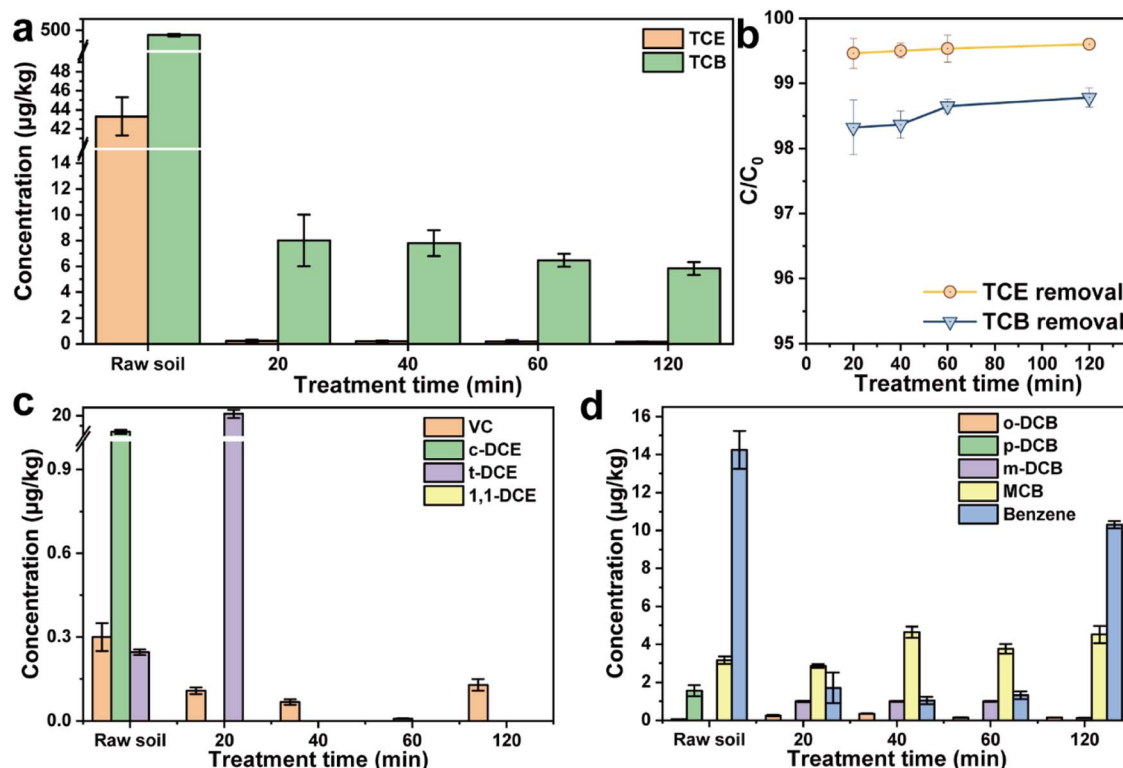 a
Concentration (µg/kg)
500
48
46
44
42
14
12
10
8
6
4
2
0
TCE
TCB
Raw soil 20 40 60 120
Treatment time (min)
b
C/C0
100
99
98
97
96
95
TCE removal
TCB removal
0 20 40 60 80 100 120
Treatment time (min)
c
Concentration (µg/kg)
20
0.9
0.6
0.3
0.0
VC
c-DCE
t-DCE
1,1-DCE
Raw soil 20 40 60 120
Treatment time (min)
d
Concentration (µg/kg)
16
14
12
10
8
6
4
2
0
o-DCB
p-DCB
m-DCB
MCB
Benzene
Raw soil 20 40 60 120
Treatment time (min)